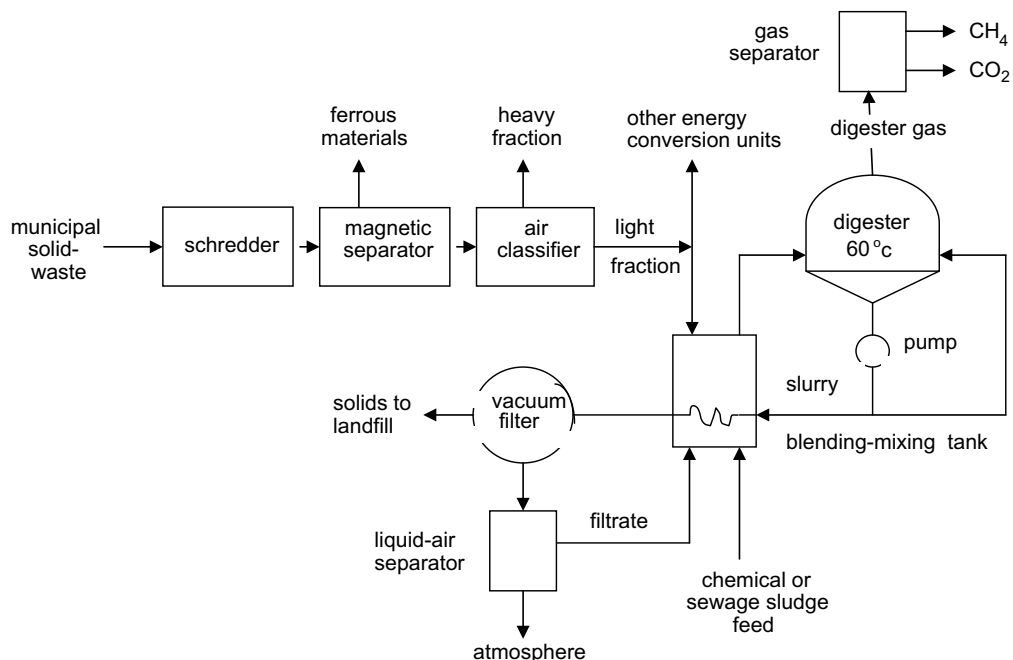 gas
separator
CH4
CO2
ferrous
materials
heavy
fraction
other energy
conversion units
digester gas
municipal
solid-
waste
schredder
magnetic
separator
air
classifier
light
fraction
digester
60 °c
pump
slurry
solids to
landfill
vacuum
filter
blending-mixing tank
liquid-air
separator
filtrate
chemical or
sewage sludge
feed
atmosphere